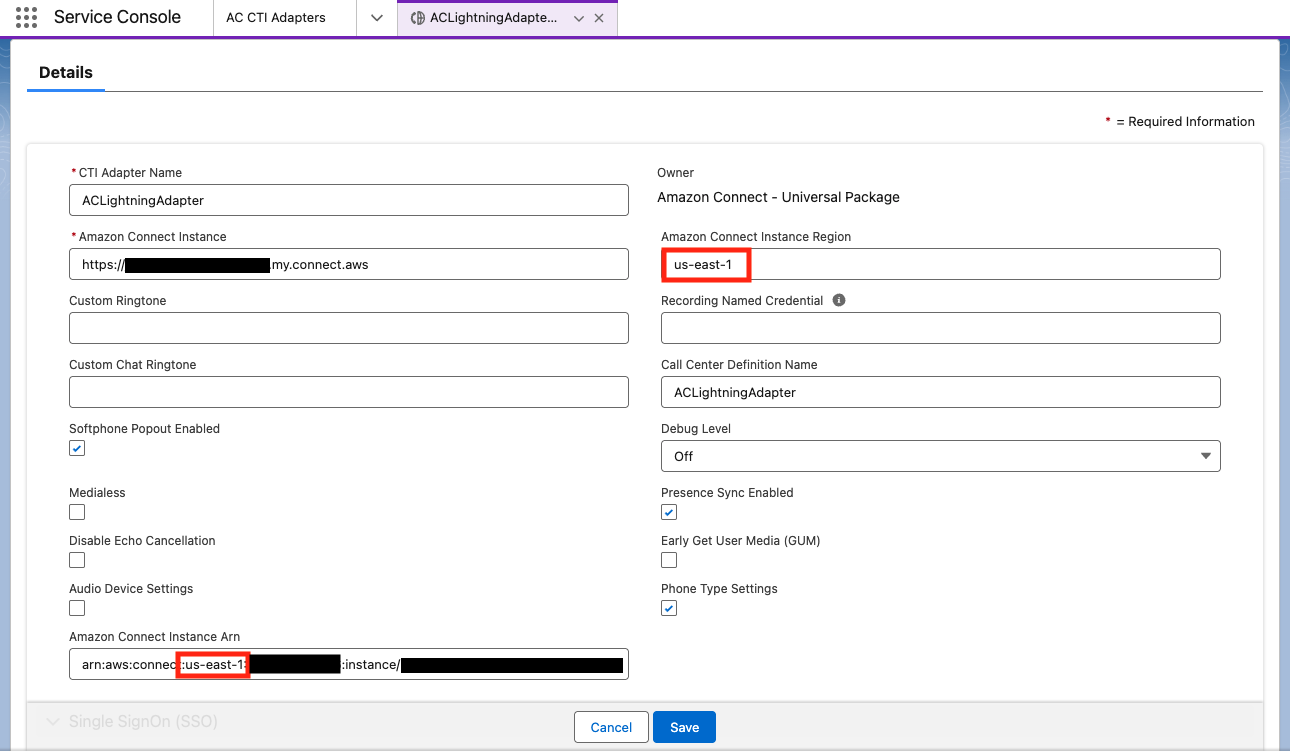 Service Console
AC CTI Adapters
ACLightningAdapte...
Details
* = Required Information
* CTI Adapter Name
ACLightningAdapter
Owner
Amazon Connect - Universal Package
* Amazon Connect Instance
https:// .my.connect.aws
Amazon Connect Instance Region
us-east-1
Custom Ringtone
Recording Named Credential
Custom Chat Ringtone
Call Center Definition Name
ACLightningAdapter
Softphone Popout Enabled
Debug Level
Off
Medialess
Presence Sync Enabled
Disable Echo Cancellation
Early Get User Media (GUM)
Audio Device Settings
Phone Type Settings
Amazon Connect Instance Arn
arn:aws:connect:us-east-1: :instance/
Single SignOn (SSO)
Cancel
Save